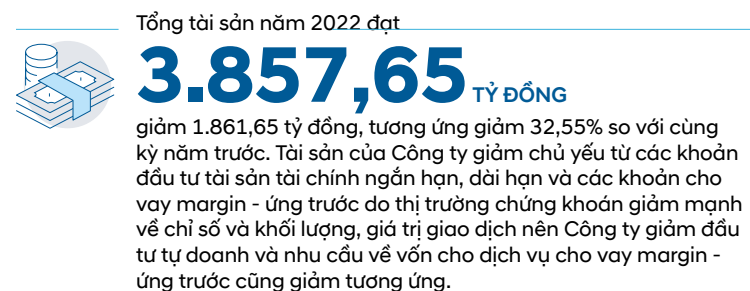 Tổng tài sản năm 2022 đạt
3.857,65 TỶ ĐỒNG
giảm 1.861,65 tỷ đồng, tương ứng giảm 32,55% so với cùng
kỳ năm trước. Tài sản của Công ty giảm chủ yếu từ các khoản
đầu tư tài sản tài chính ngắn hạn, dài hạn và các khoản cho
vay margin - ứng trước do thị trường chứng khoán giảm mạnh
về chỉ số và khối lượng, giá trị giao dịch nên Công ty giảm đầu
tư tự doanh và nhu cầu về vốn cho dịch vụ cho vay margin -
ứng trước cũng giảm tương ứng.